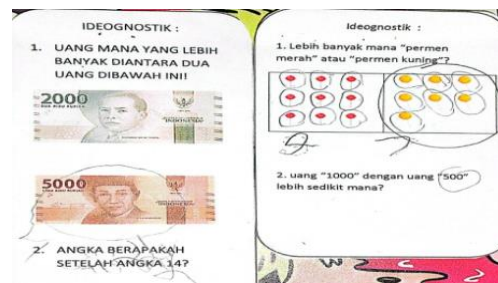 IDEOGNOSTIK :
1. UANG MANA YANG LEBIH
BANYAK DIANTARA DUA
UANG DIBAWAH INI!
2000
5000
2. ANGKA BERAPAKAH
SETELAH ANGKA 14?
Ideognostik :
1. Lebih banyak mana "permen
merah" atau "permen kuning"?
9
7
2. uang "1000" dengan uang "500"
lebih sedikit mana?